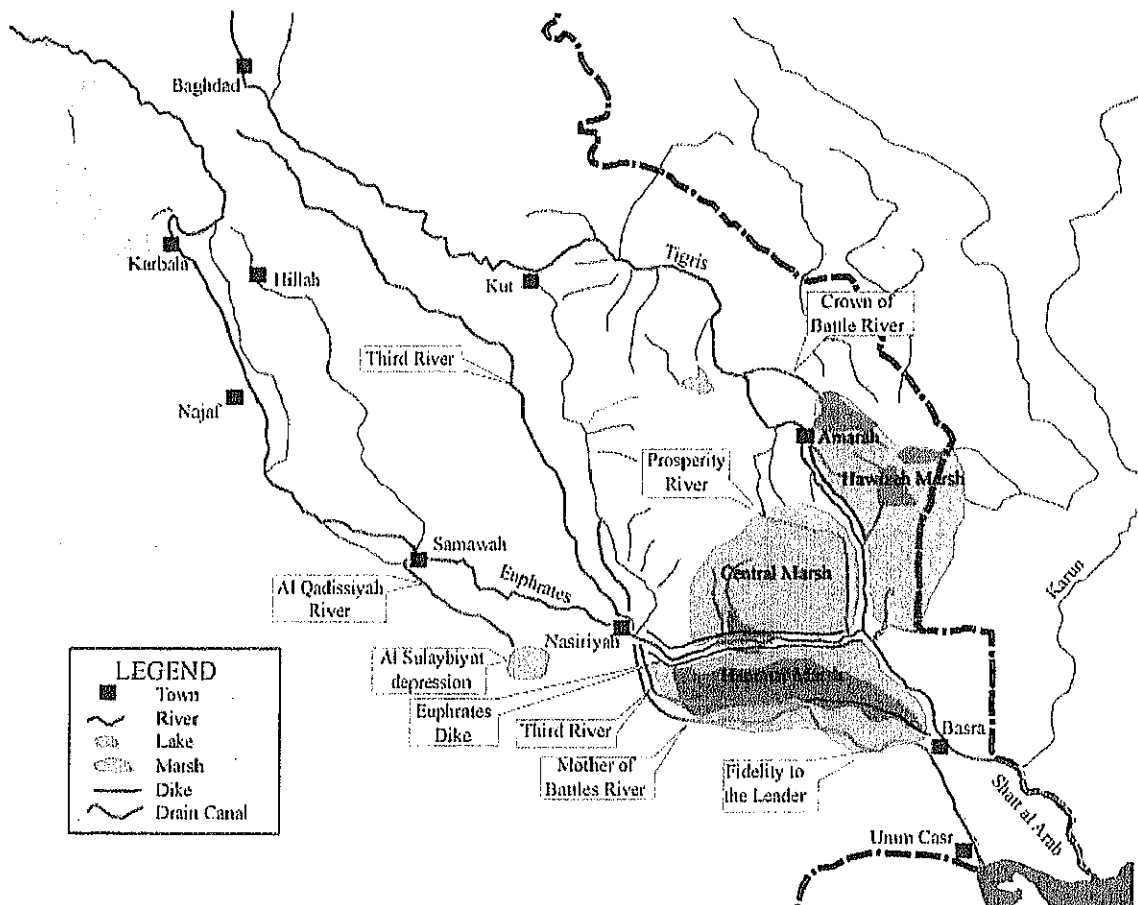 Baghdad
Karbala
Hillah
Kut
Tigris
Crown of
Battle River
Third River
Najaf
Amarah
Prosperity
River
Hawizeh Marsh
Samawah
Euphrates
Central Marsh
Karun
Al Qadissiyah
River
Nasiriyah
Al Sulaybiyat
depression
Hammar Marsh
LEGEND
Town
River
Lake
Marsh
Dike
Drain Canal
Euphrates
Dike
Third River
Basra
Mother of
Battles River
Fidelity to
the Leader
Shatt al Arab
Umm Casr